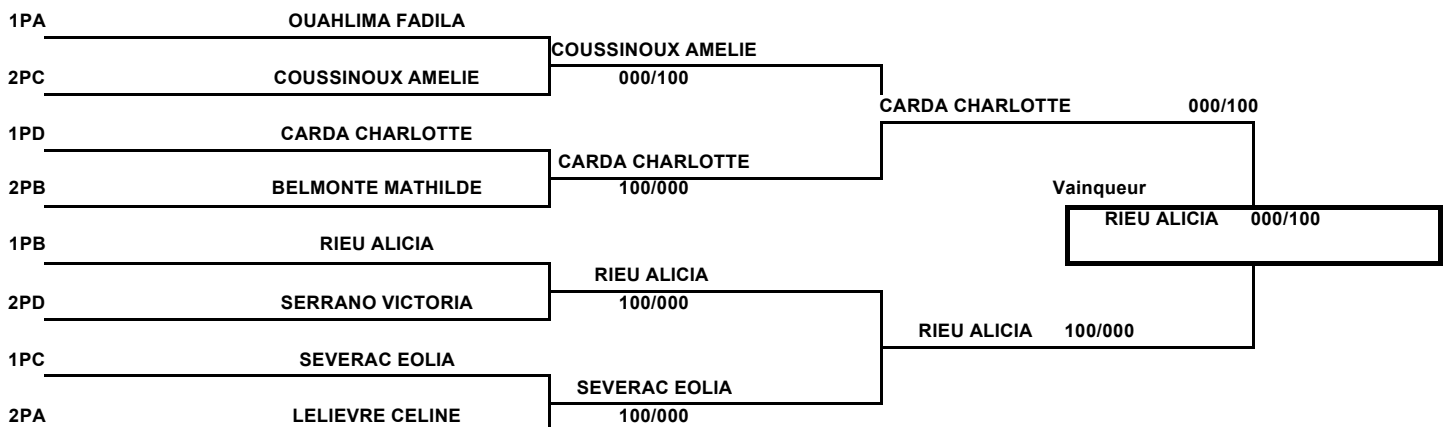 1PA OUAHLIMA FADILA
COUSSINOUX AMELIE
2PC COUSSINOUX AMELIE 000/100
CARDA CHARLOTTE 000/100
1PD CARDA CHARLOTTE
CARDA CHARLOTTE
2PB BELMONTE MATHILDE 100/000 Vainqueur
RIEU ALICIA 000/100
1PB RIEU ALICIA
RIEU ALICIA
2PD SERRANO VICTORIA 100/000
RIEU ALICIA 100/000
1PC SEVERAC EOLIA
SEVERAC EOLIA
2PA LELIEVRE CELINE 100/000